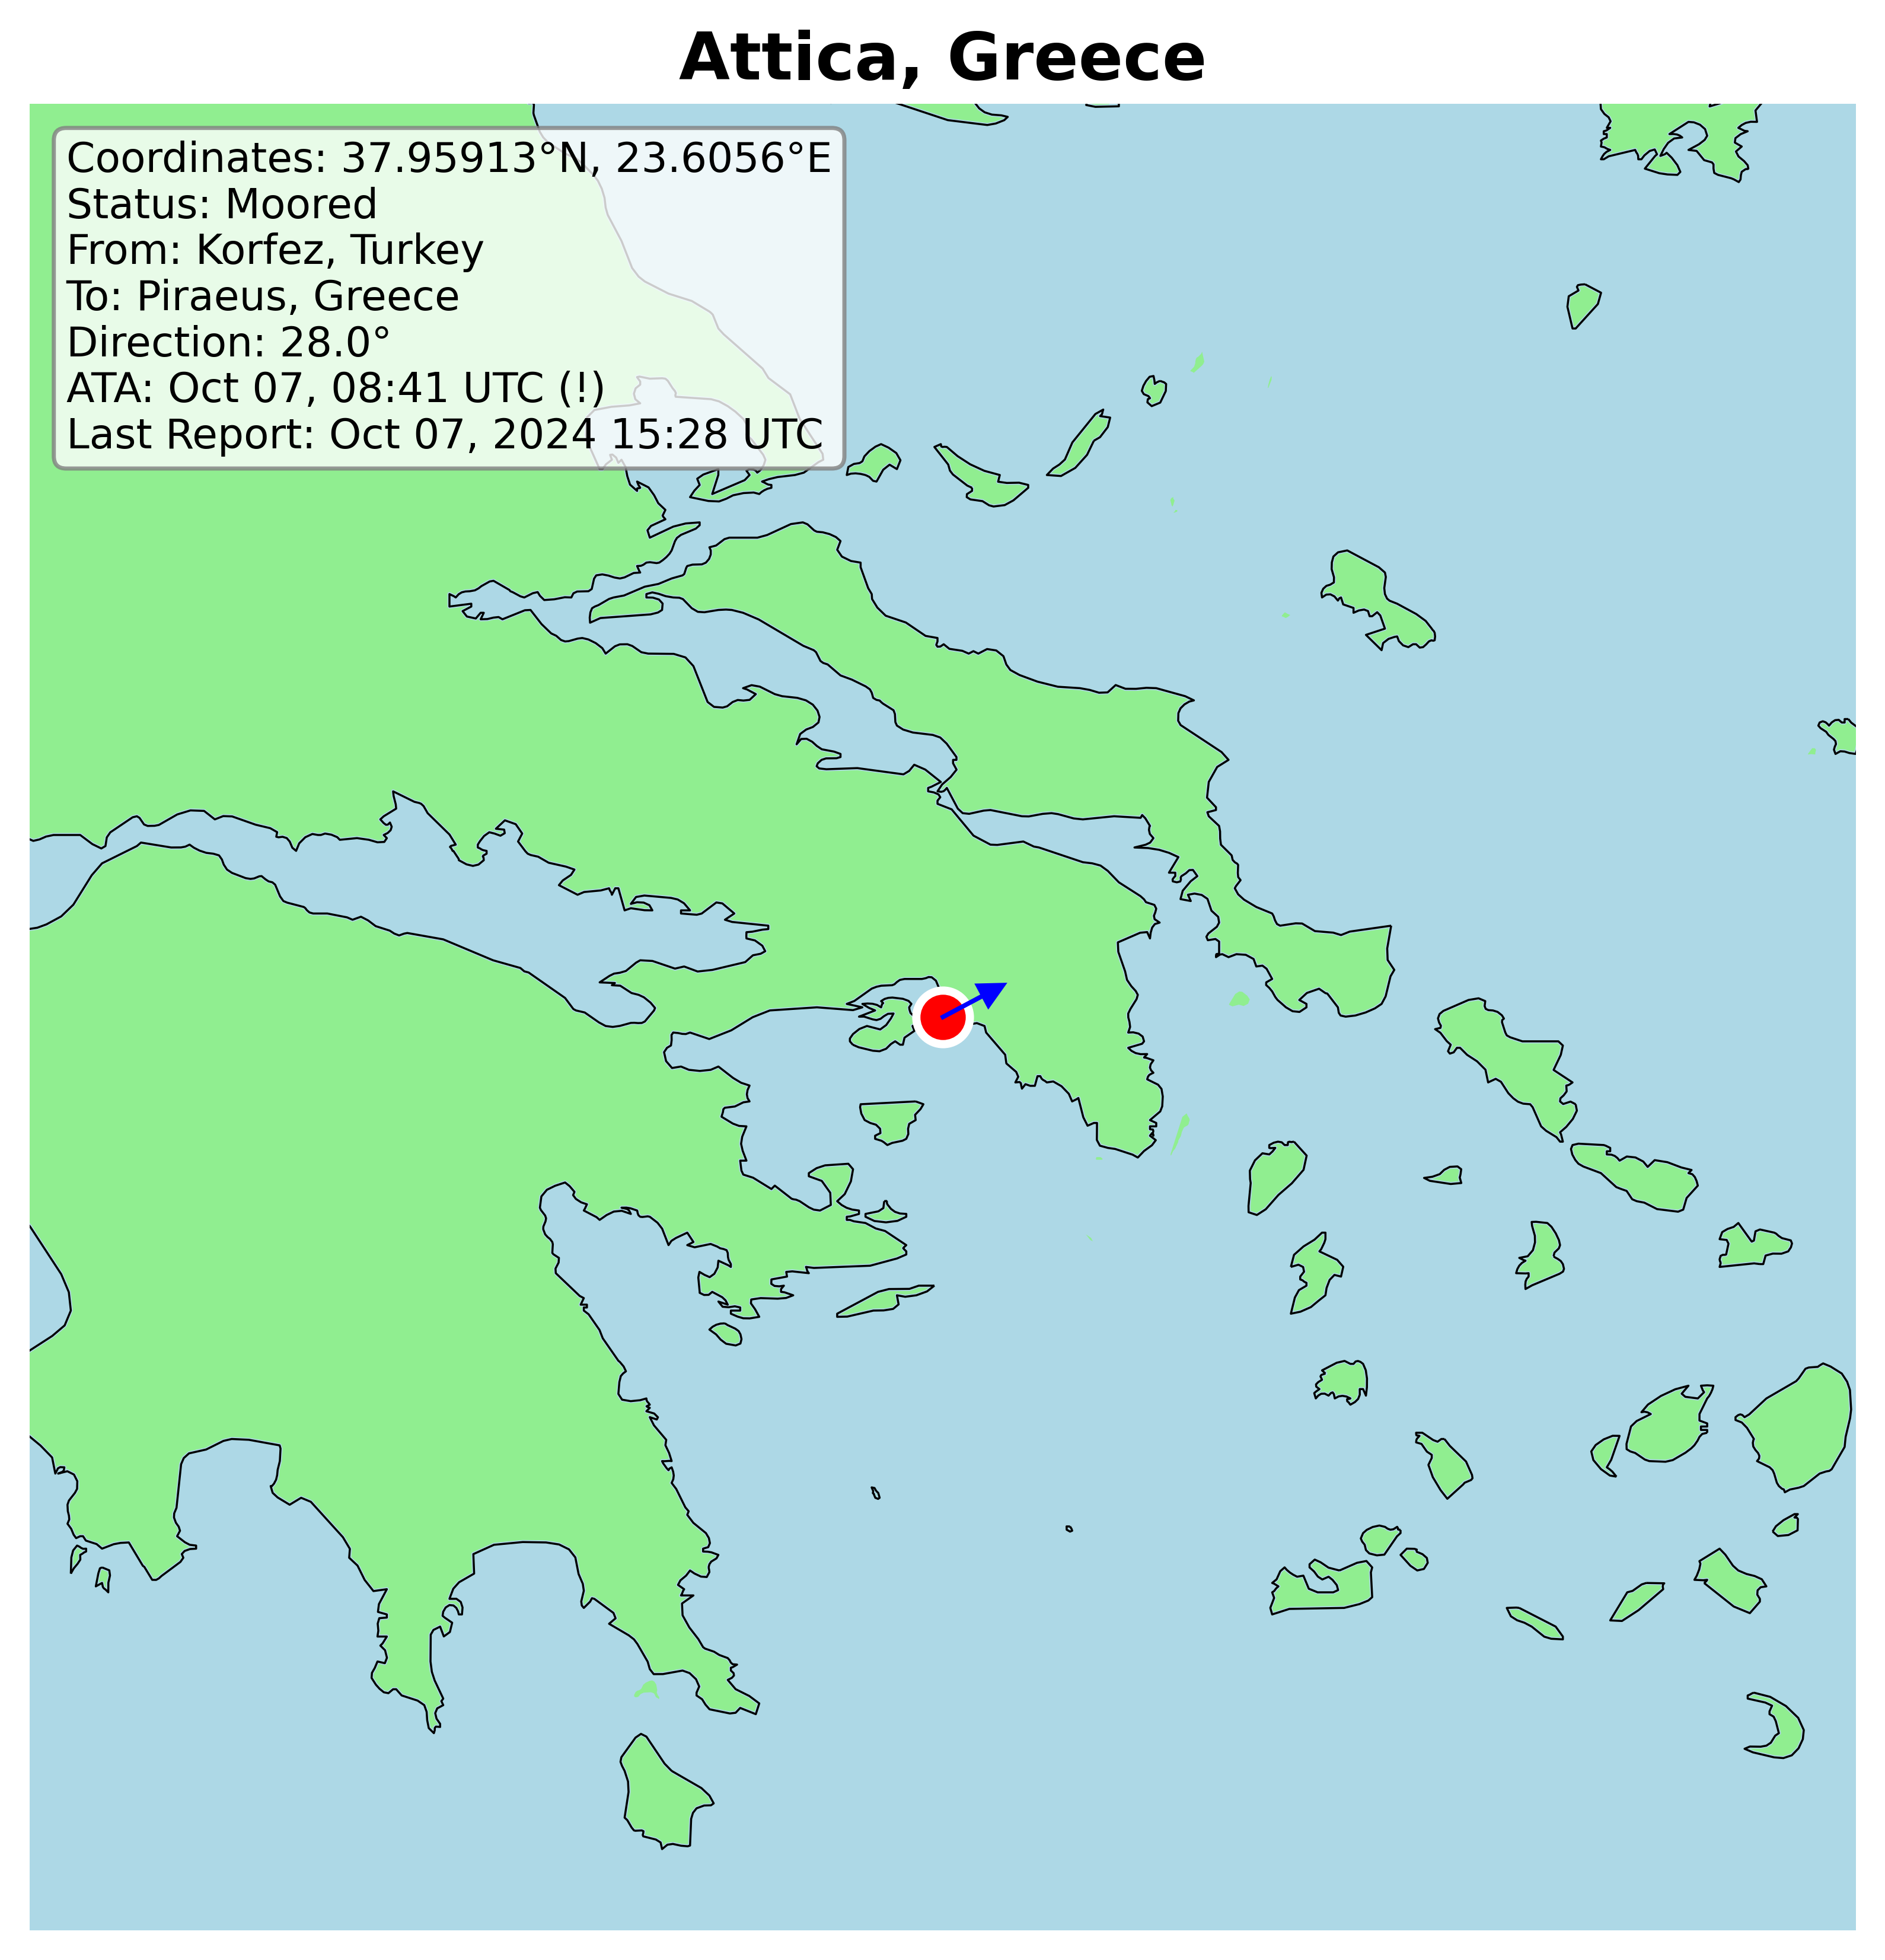 Attica, Greece
Coordinates: 37.95913°N, 23.6056°E
Status: Moored
From: Korfez, Turkey
To: Piraeus, Greece
Direction: 28.0°
ATA: Oct 07, 08:41 UTC (!)
Last Report: Oct 07, 2024 15:28 UTC